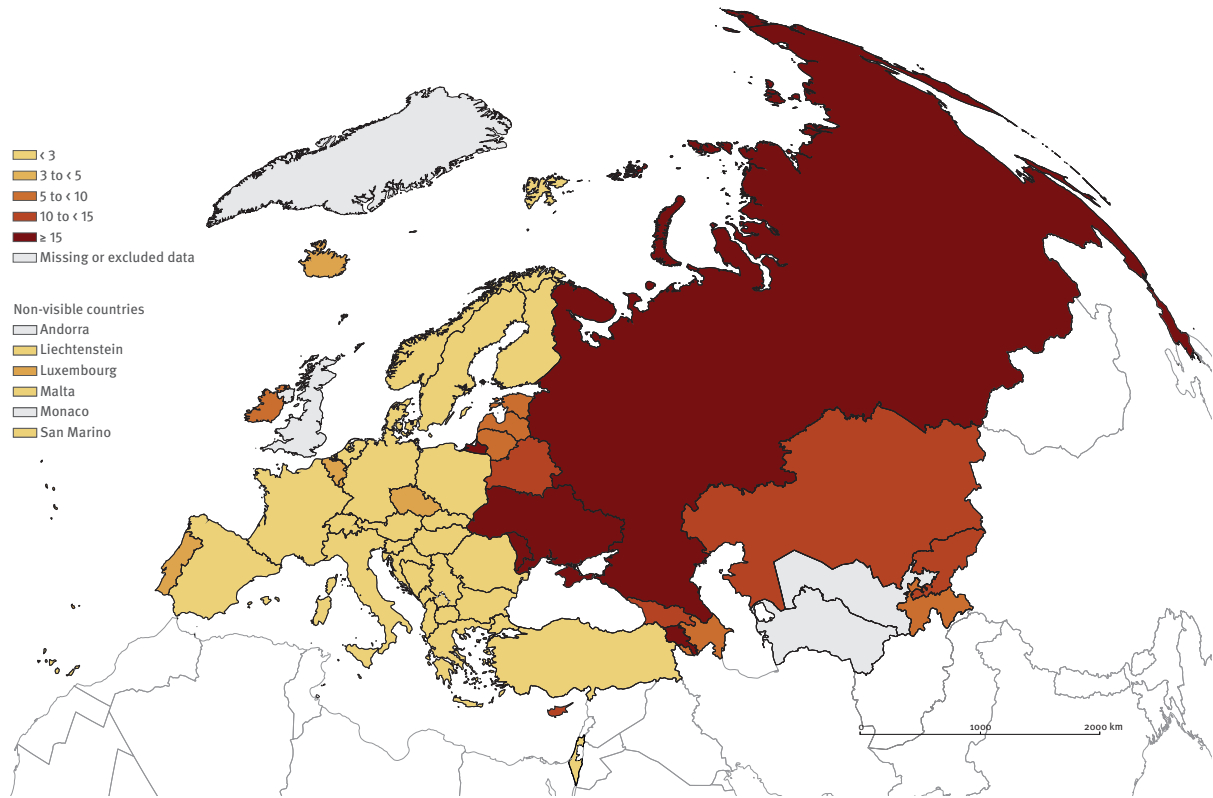 < 3
3 to < 5
5 to < 10
10 to < 15
≥ 15
Missing or excluded data
Non-visible countries
Andorra
Liechtenstein
Luxembourg
Malta
Monaco
San Marino
0 1000 2000 km